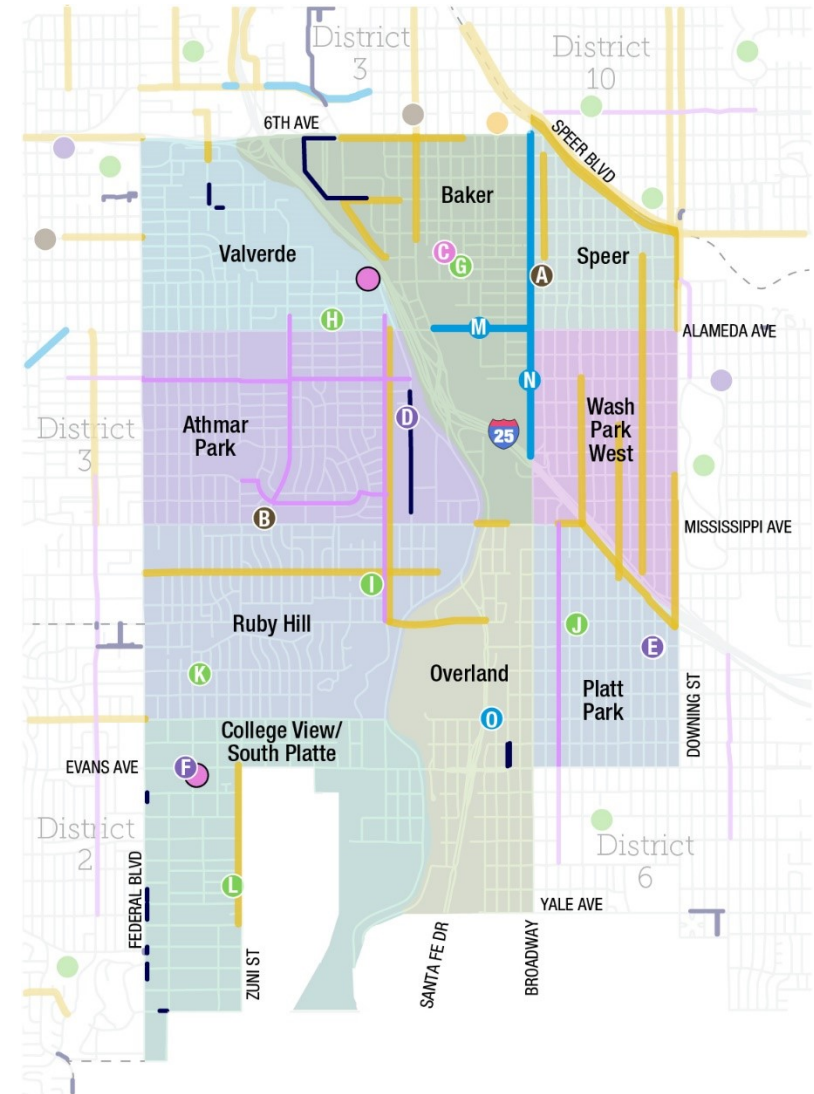 District
3
District
10
6TH AVE
SPEER BLVD
Baker
Valverde
Speer
C
G
A
H
M
ALAMEDA AVE
N
Wash
Park
West
District
3
Athmar
Park
D
25
B
MISSISSIPPI AVE
I
Ruby Hill
J
E
K
Overland
Platt
Park
DOWNING ST
O
College View/
South Platte
EVANS AVE
F
District
2
District
6
FEDERAL BLVD
L
ZUNI ST
SANTA FE DR
BROADWAY
YALE AVE